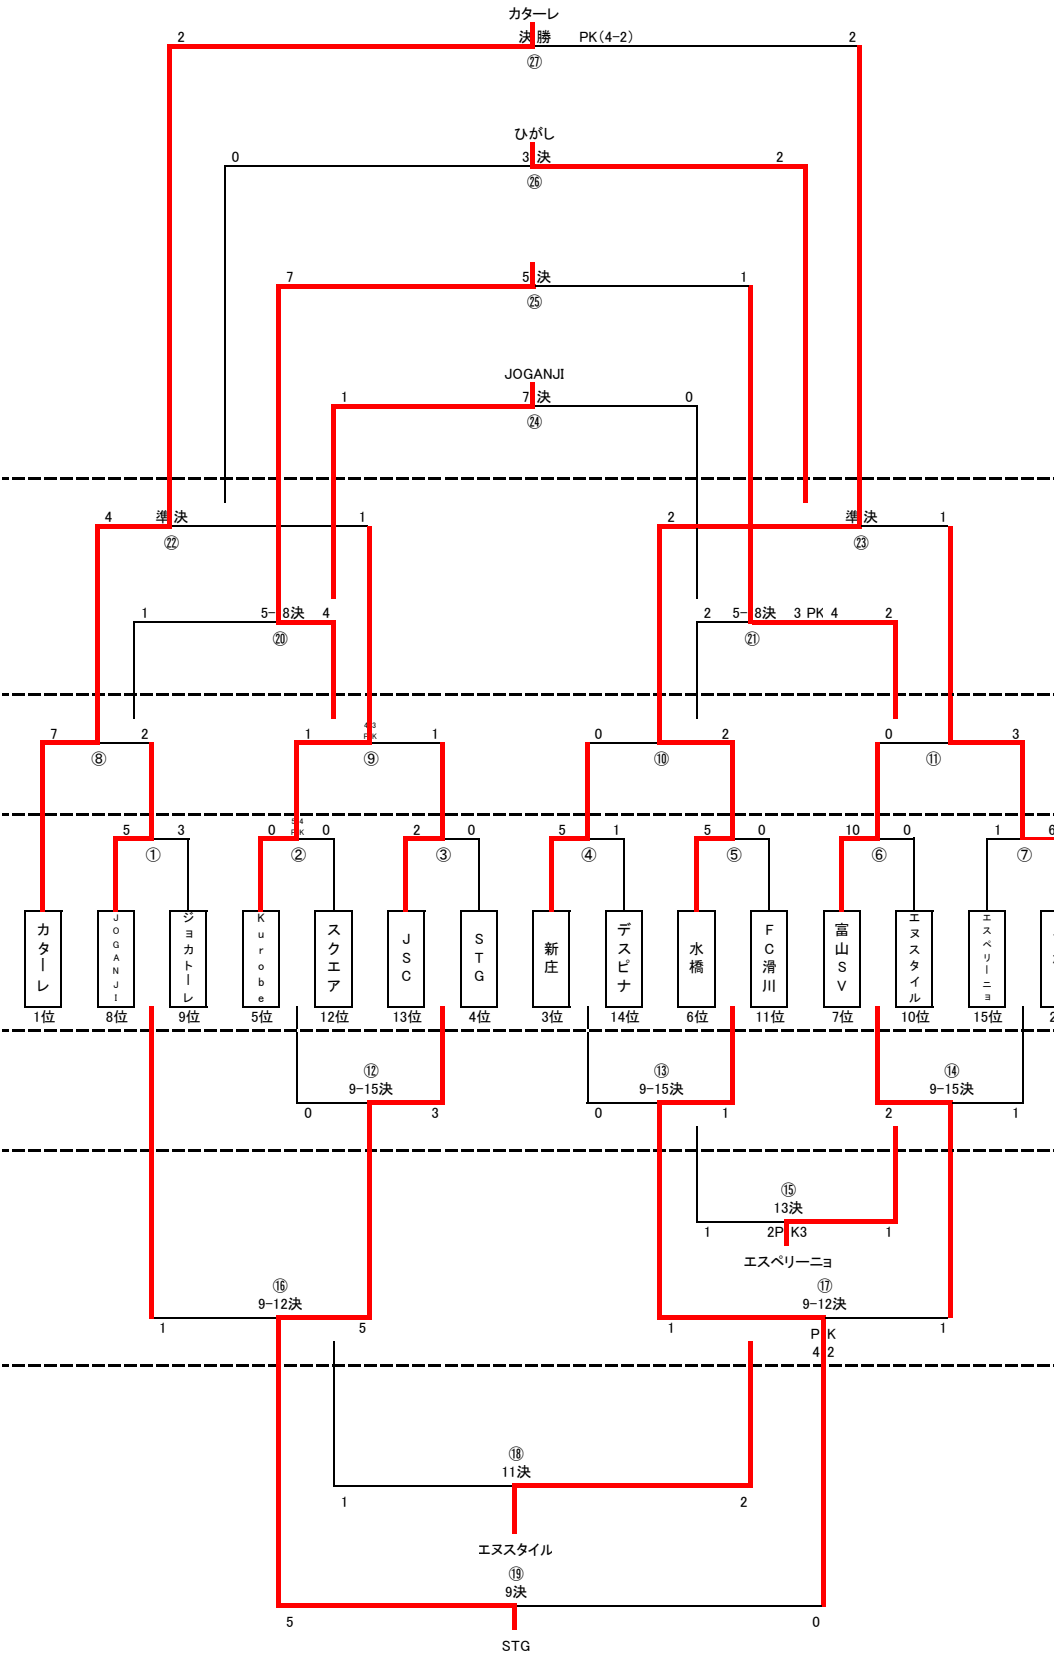 カターレ
2 決 勝 PK(4-2) 2
㉗
ひがし
0 3 決 2
㉖
7 5 決 1
㉕
JOGANJI
1 7 決 0
㉔
4 準 決 1 2 準 決 1
㉒ ㉓
1 5-8決 4 2 5-8決 3 PK 4 2
⑳ ㉑
7 2 1 1 0 2 0 3
⑧ ⑨ ⑩ ⑪
5 3 0 0 2 0 5 1 5 0 10 0 1 6
① ② ③ ④ ⑤ ⑥ ⑦
カターレ
JOGANJI
ジョカトーレ
Kurobe
スクエア
JSC
STG
新庄
デスピナ
水橋
FC滑川
富山SV
エヌスタイル
エスペリーニョ
1位 8位 9位 5位 12位 13位 4位 3位 14位 6位 11位 7位 10位 15位 2
⑫ ⑬ ⑭
9-15決 9-15決 9-15決
0 3 0 1 2 1
⑮
13決
1 2PK3 1
エスペリーニョ
⑯ ⑰
9-12決 9-12決
1 5 1 1
PK
4 2
⑱
11決
1 2
エヌスタイル
⑲
9決
5 0
STG